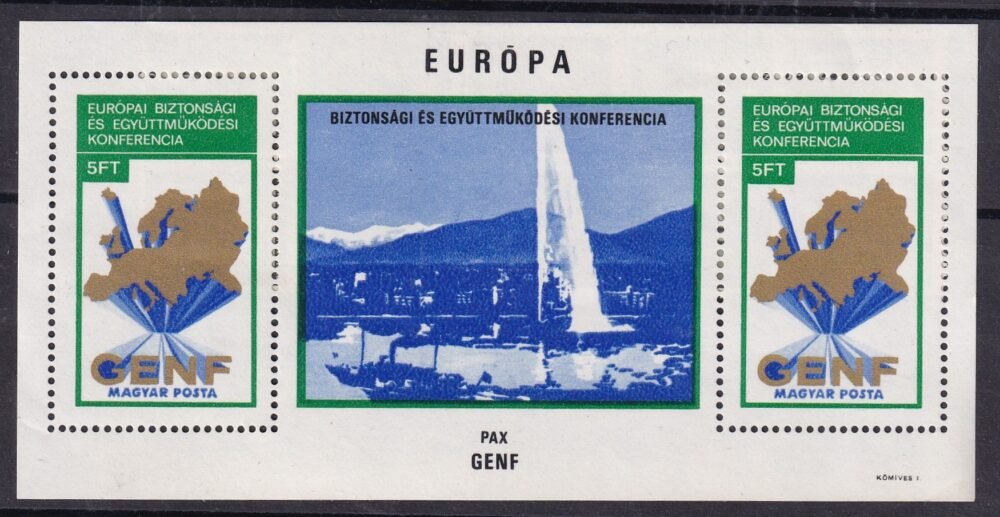 EURÓPA
EURÓPAI BIZTONSÁGI
ÉS EGYÜTTMŰKÖDÉSI
KONFERENCIA
5FT
GENF
MAGYAR POSTA
BIZTONSÁGI ÉS EGYÜTTMŰKÖDÉSI KONFERENCIA
EURÓPAI BIZTONSÁGI
ÉS EGYÜTTMŰKÖDÉSI
KONFERENCIA
5FT
GENF
MAGYAR POSTA
PAX
GENF
KŐMIVES I.